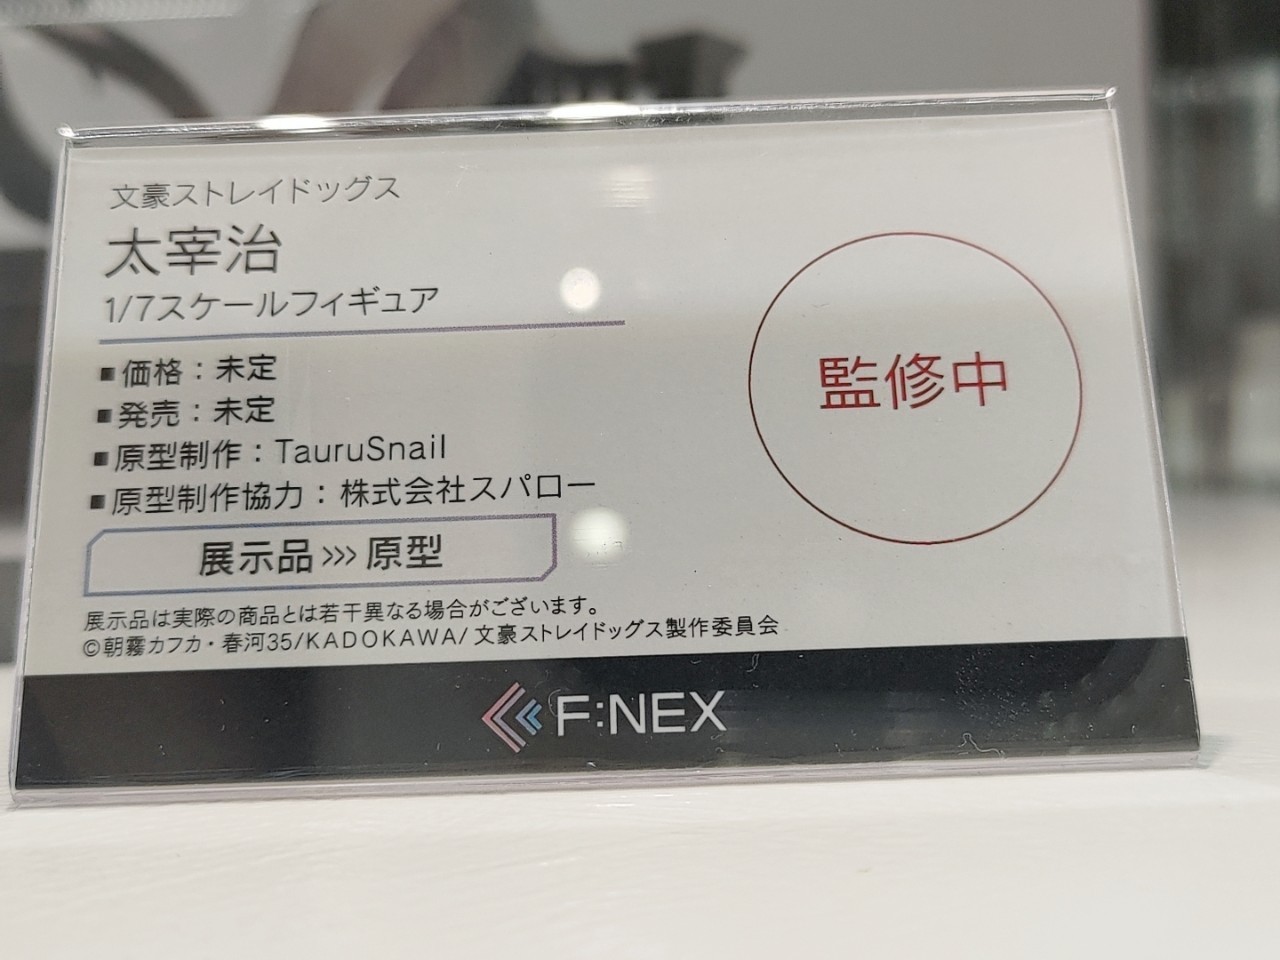 文豪ストレイドッグス
太宰治
1/7スケールフィギュア
■価格：未定
■発売：未定
■原型制作：TauruSnail
■原型制作協力：株式会社スパロー
展示品>>>原型
展示品は実際の商品とは若干異なる場合がございます。
©朝霧カフカ・春河35/KADOKAWA/文豪ストレイドッグス製作委員会
監修中
F:NEX